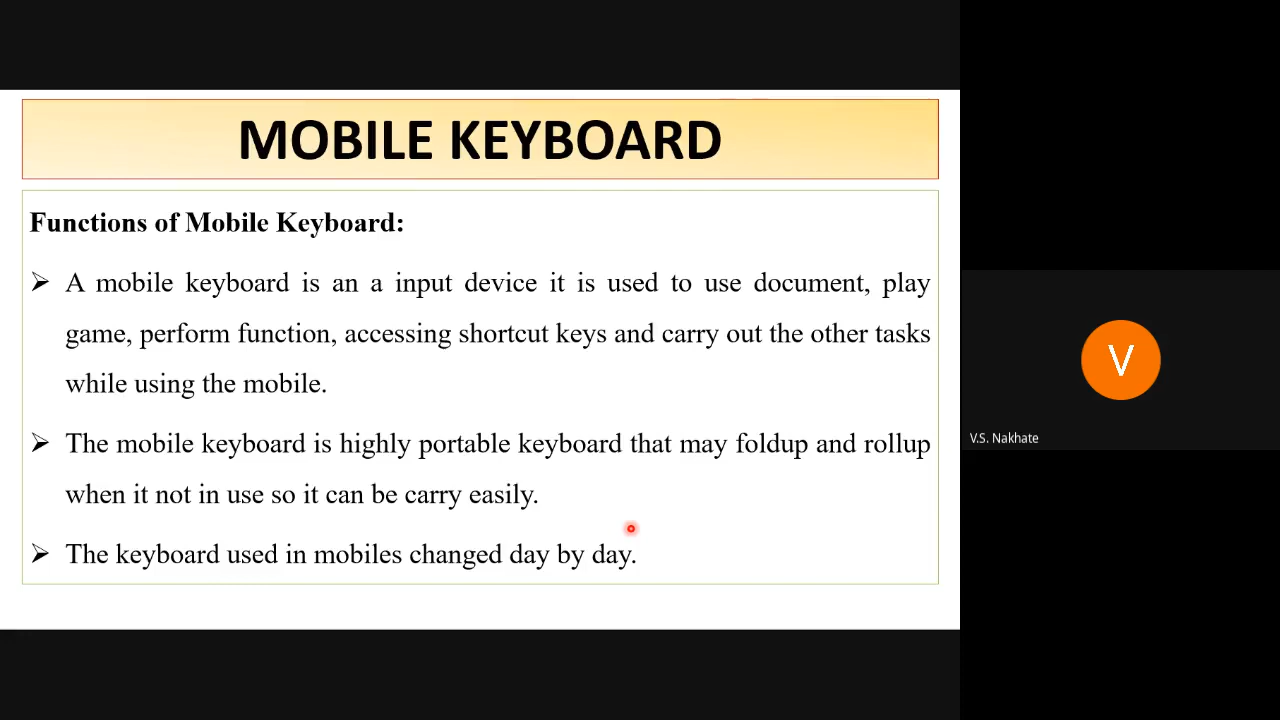 MOBILE KEYBOARD
Functions of Mobile Keyboard:
A mobile keyboard is an a input device it is used to use document, play
game, perform function, accessing shortcut keys and carry out the other tasks
while using the mobile.
The mobile keyboard is highly portable keyboard that may foldup and rollup
when it not in use so it can be carry easily.
The keyboard used in mobiles changed day by day.
V
V.S. Nakhate